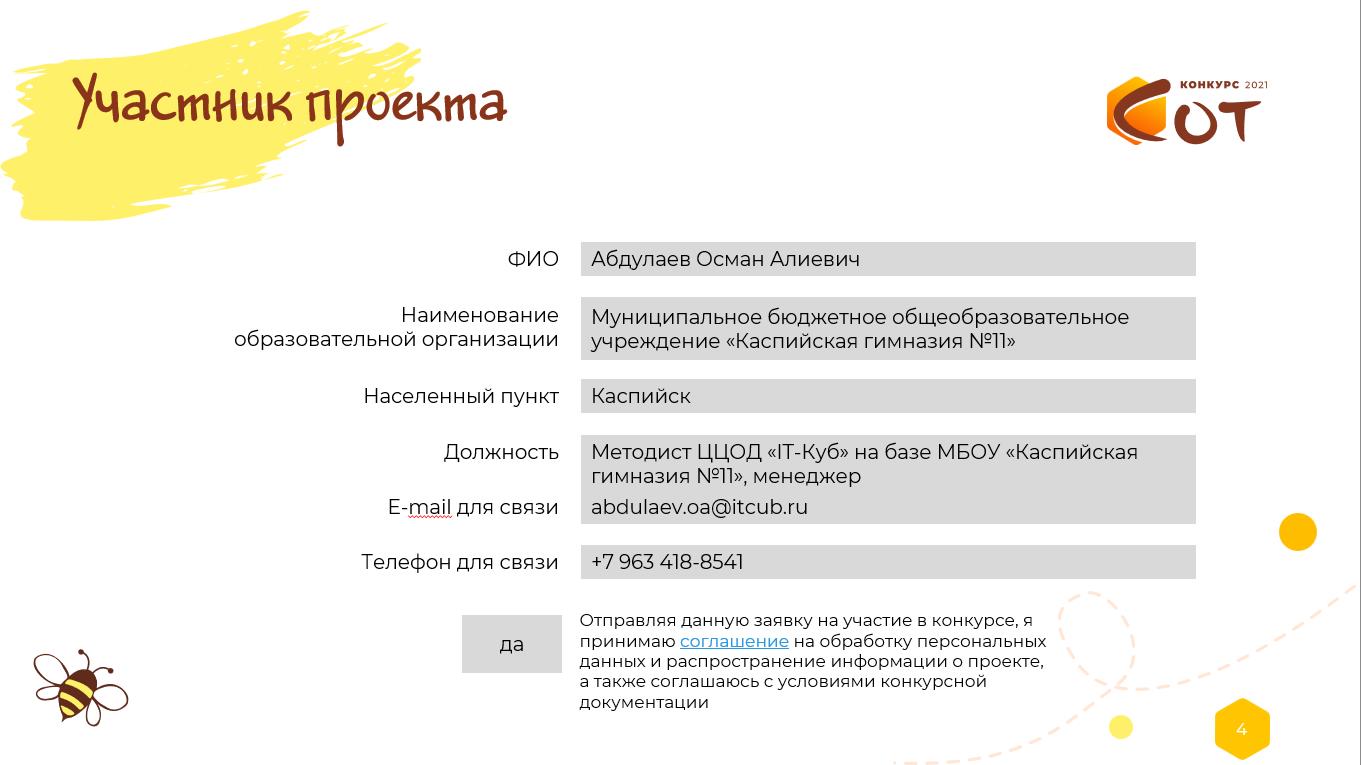 Участник проекта
КОНКУРС 2021
СОТ
ФИО
Абдулаев Осман Алиевич
Наименование
образовательной организации
Муниципальное бюджетное общеобразовательное
учреждение «Каспийская гимназия №11»
Населенный пункт
Каспийск
Должность
Методист ЦЦОД «IT-Куб» на базе МБОУ «Каспийская
гимназия №11», менеджер
E-mail для связи
abdulaev.oa@itcub.ru
Телефон для связи
+7 963 418-8541
да
Отправляя данную заявку на участие в конкурсе, я
принимаю соглашение на обработку персональных
данных и распространение информации о проекте,
а также соглашаюсь с условиями конкурсной
документации
4